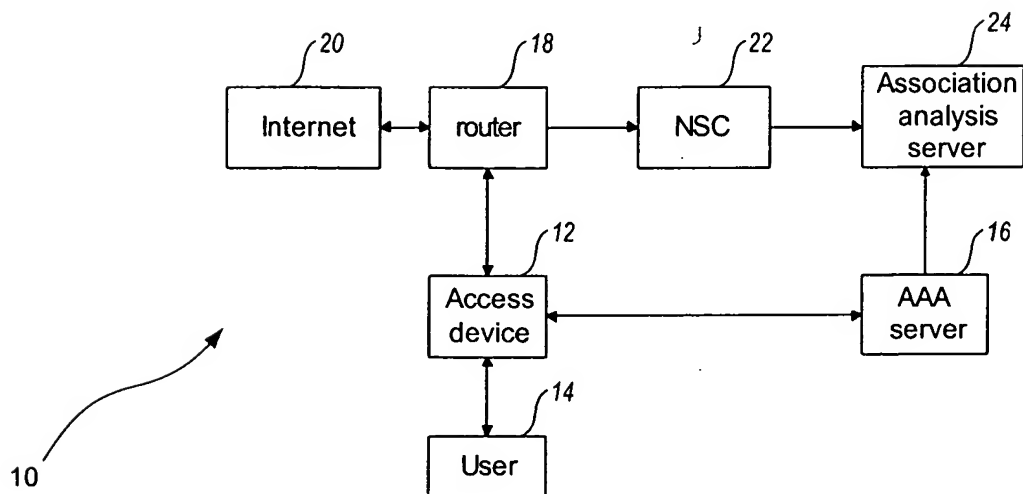 20
18
22
24
Internet
router
NSC
Association
analysis
server
12
16
Access
device
AAA
server
14
User
10